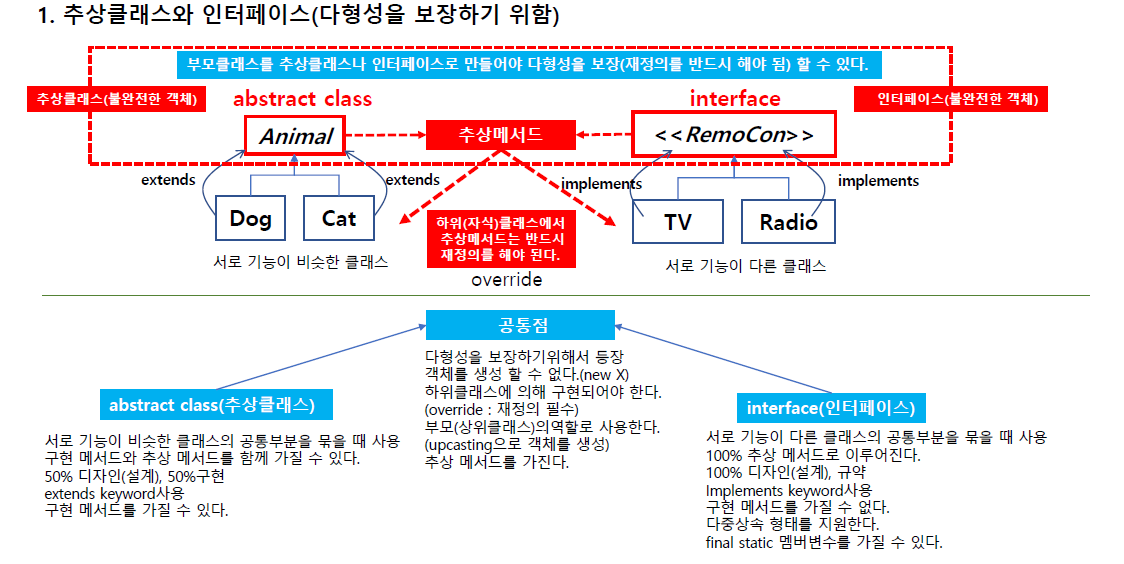 1. 추상클래스와 인터페이스(다형성을 보장하기 위함)
부모클래스를 추상클래스나 인터페이스로 만들어야 다형성을 보장(재정의를 반드시 해야 됨) 할 수 있다.
추상클래스(불완전한 객체)
abstract class
interface
인터페이스(불완전한 객체)
Animal
추상메서드
<<RemoCon>>
extends
extends
implements
implements
Dog
Cat
하위(자식)클래스에서
추상메서드는 반드시
재정의를 해야 된다.
TV
Radio
서로 기능이 비슷한 클래스
override
서로 기능이 다른 클래스
공통점
다형성을 보장하기위해서 등장
객체를 생성 할 수 없다.(new X)
하위클래스에 의해 구현되어야 한다.
(override : 재정의 필수)
부모(상위클래스)의역할로 사용한다.
(upcasting으로 객체를 생성)
추상 메서드를 가진다.
abstract class(추상클래스)
서로 기능이 비슷한 클래스의 공통부분을 묶을 때 사용
구현 메서드와 추상 메서드를 함께 가질 수 있다.
50% 디자인(설계), 50%구현
extends keyword사용
구현 메서드를 가질 수 있다.
interface(인터페이스)
서로 기능이 다른 클래스의 공통부분을 묶을 때 사용
100% 추상 메서드로 이루어진다.
100% 디자인(설계), 규약
Implements keyword사용
구현 메서드를 가질 수 없다.
다중상속 형태를 지원한다.
final static 멤버변수를 가질 수 있다.